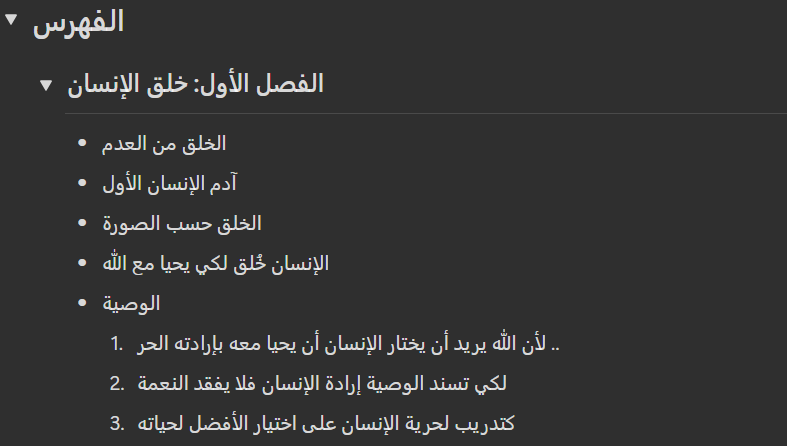 الفهرس
الفصل الأول: خلق الإنسان
• الخلق من العدم
• آدم الإنسان الأول
• الخلق حسب الصورة
• الإنسان خُلق لكي يحيا مع الله
• الوصية
1. لأن الله يريد أن يختار الإنسان أن يحيا معه بإرادته الحر ..
2. لكي تسند الوصية إرادة الإنسان فلا يفقد النعمة
3. كتدريب لحرية الإنسان على اختيار الأفضل لحياته